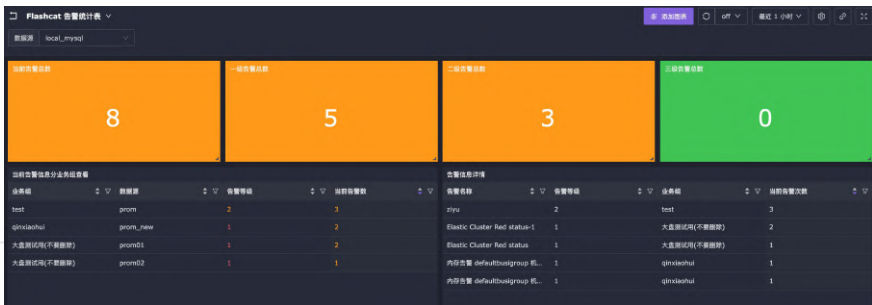 Flashcat 告警统计表
添加图表 off 最近 1 小时
数据源 local_mysql
当前告警总数 一级告警总数 二级告警总数 三级告警总数
8 5 3 0
当前告警信息分业务组查看 告警信息详情
业务组 数据源 告警等级 当前告警数 告警名称 告警等级 业务组 当前告警次数
test prom 2 3 ziyu 2 test 3
qinxiaohui prom_new 1 2 Elastic Cluster Red status-1 1 大盘测试用(不要删除) 2
大盘测试用(不要删除) prom01 1 2 Elastic Cluster Red status 1 大盘测试用(不要删除) 1
大盘测试用(不要删除) prom02 1 1 内存告警 defaultbusigroup 机... 1 qinxiaohui 1
内存告警 defaultbusigroup 机... 1 qinxiaohui 1